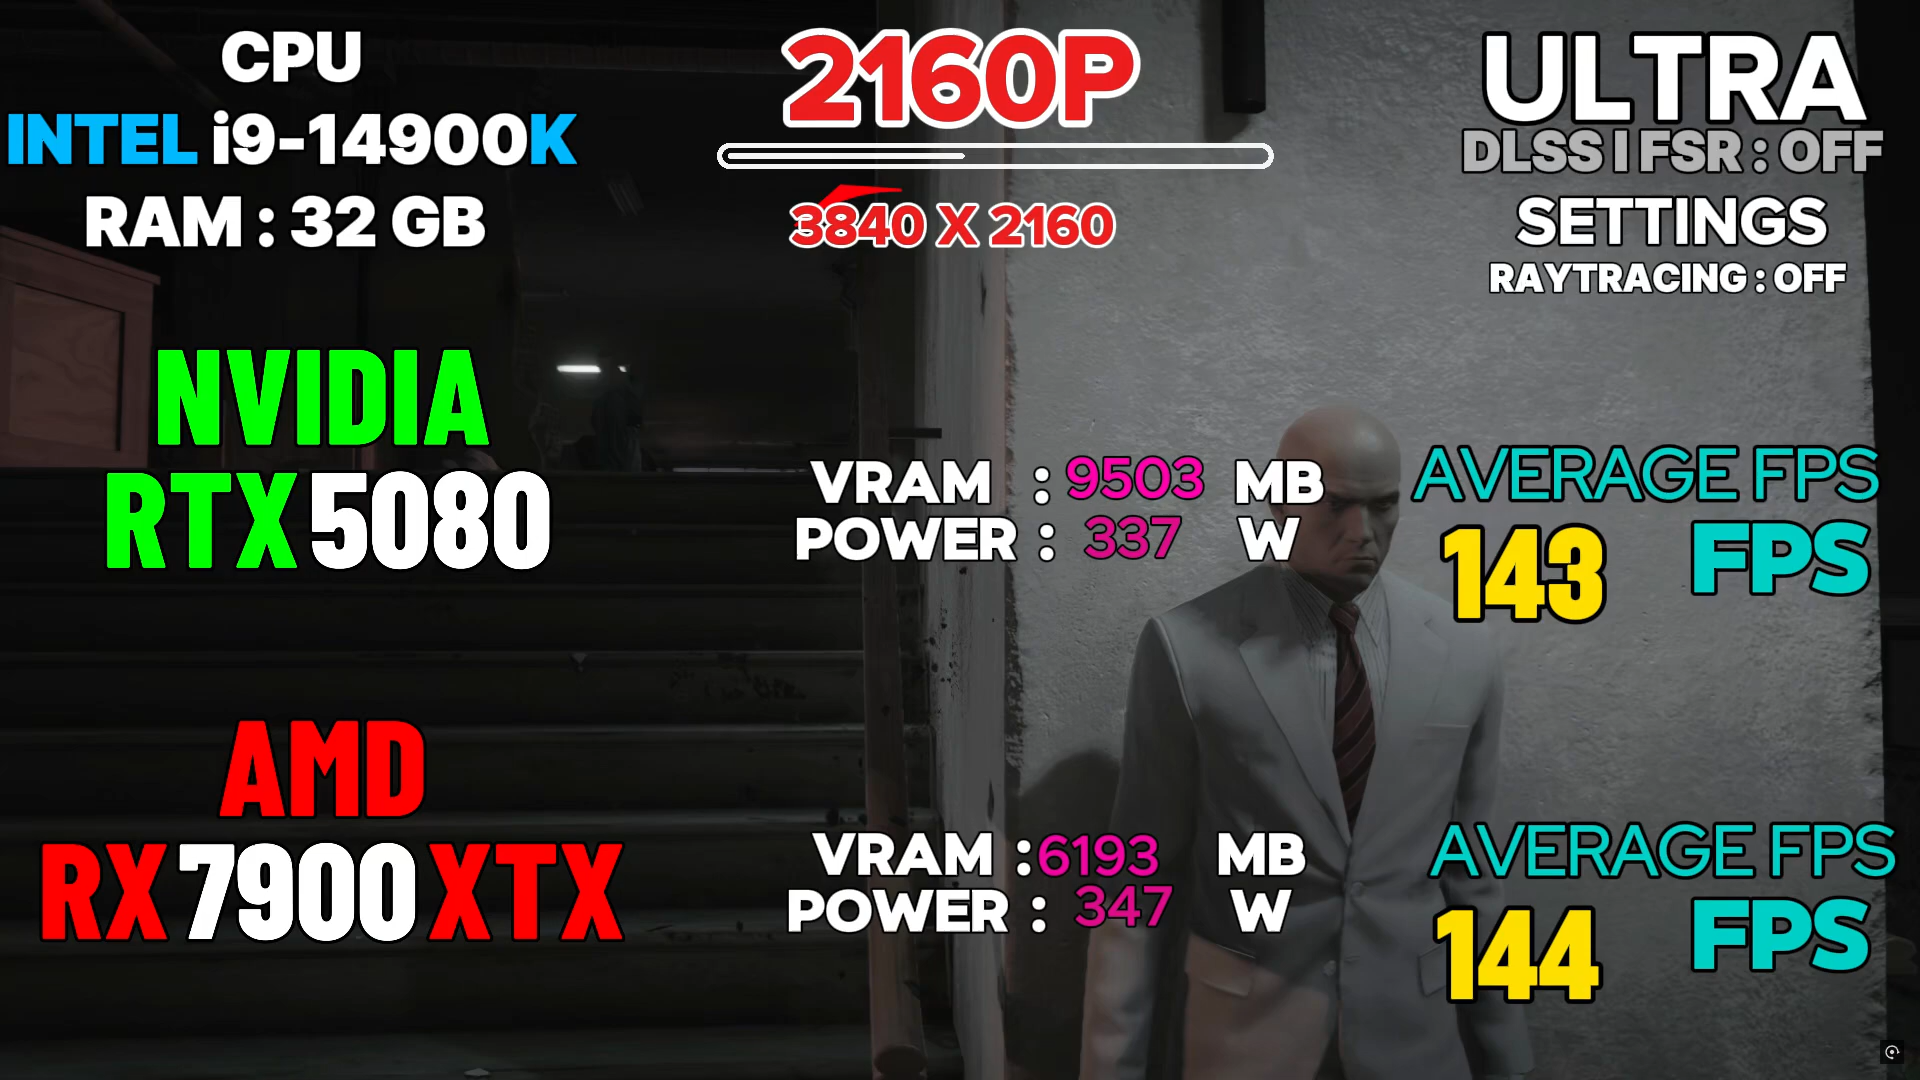 CPU
INTEL i9-14900K
RAM : 32 GB
2160P
3840 X 2160
ULTRA
DLSS | FSR : OFF
SETTINGS
RAYTRACING : OFF
NVIDIA
RTX 5080
VRAM : 9503 MB
POWER : 337 W
AVERAGE FPS
143 FPS
AMD
RX 7900 XTX
VRAM : 6193 MB
POWER : 347 W
AVERAGE FPS
144 FPS